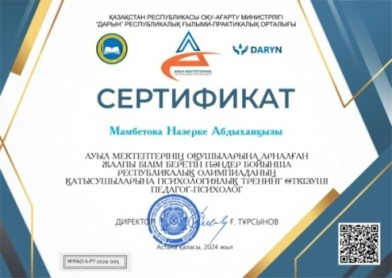 ҚАЗАҚСТАН РЕСПУБЛИКАСЫ ОҚУ-АҒАРТУ МИНИСТРЛІГІ
"ДАРЫН" РЕСПУБЛИКАЛЫҚ ҒЫЛЫМИ-ПРАКТИКАЛЫҚ ОРТАЛЫҒЫ
DARYN
СЕРТИФИКАТ
Мамбетова Назерке Абдыханқызы
АУЫЛ МЕКТЕПТЕРІНІҢ ОҚУШЫЛАРЫНА АРНАЛҒАН
ЖАЛПЫ БІЛІМ БЕРЕТІН ПӘНДЕР БОЙЫНША
РЕСПУБЛИКАЛЫҚ ОЛИМПИАДАНЫҢ
ҚАТЫСУШЫЛАРЫНА ПСИХОЛОГИЯЛЫҚ ТРЕНИНГ ӨТКІЗУШІ
ПЕДАГОГ-ПСИХОЛОГ
ДИРЕКТОР Ғ. ТҰРСЫНОВ
Астана қаласы, 2024 жыл